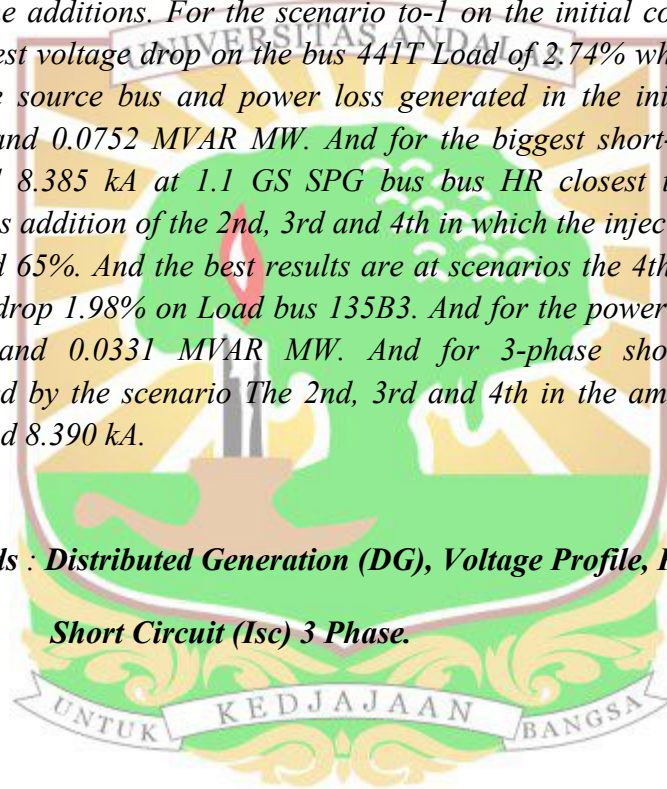 e additions. For the scenario to-1 on the initial co
est voltage drop on the bus 441T Load of 2.74% wh
UNIVERSITAS ANDALAS
e source bus and power loss generated in the ini
and 0.0752 MVAR MW. And for the biggest short-
d 8.385 kA at 1.1 GS SPG bus bus HR closest t
s addition of the 2nd, 3rd and 4th in which the injec
d 65%. And the best results are at scenarios the 4th
drop 1.98% on Load bus 135B3. And for the power
and 0.0331 MVAR MW. And for 3-phase sho
ed by the scenario The 2nd, 3rd and 4th in the am
d 8.390 kA.
ds : Distributed Generation (DG), Voltage Profile,
Short Circuit (Isc) 3 Phase.
UNTUK KEDJAJAAN BANGSA